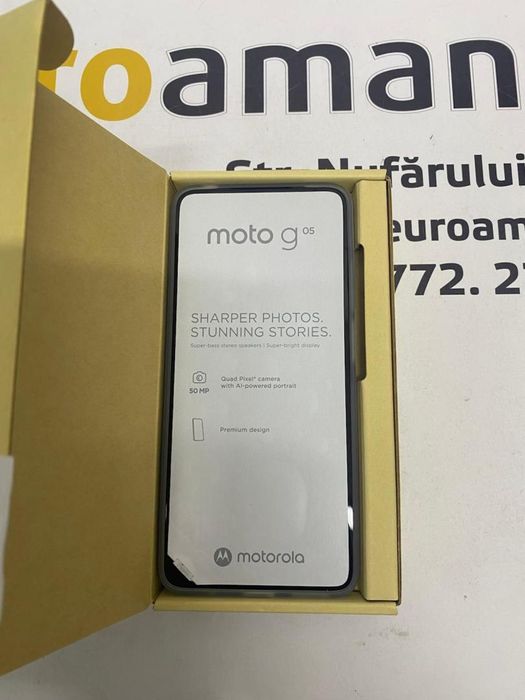 roaman
Str. Nufărului
euroam
772. 2
moto g 05
SHARPER PHOTOS.
STUNNING STORIES.
Super-bass stereo speakers | Super-bright display
50 MP
Quad Pixel* camera
with AI-powered portrait
Premium design
motorola